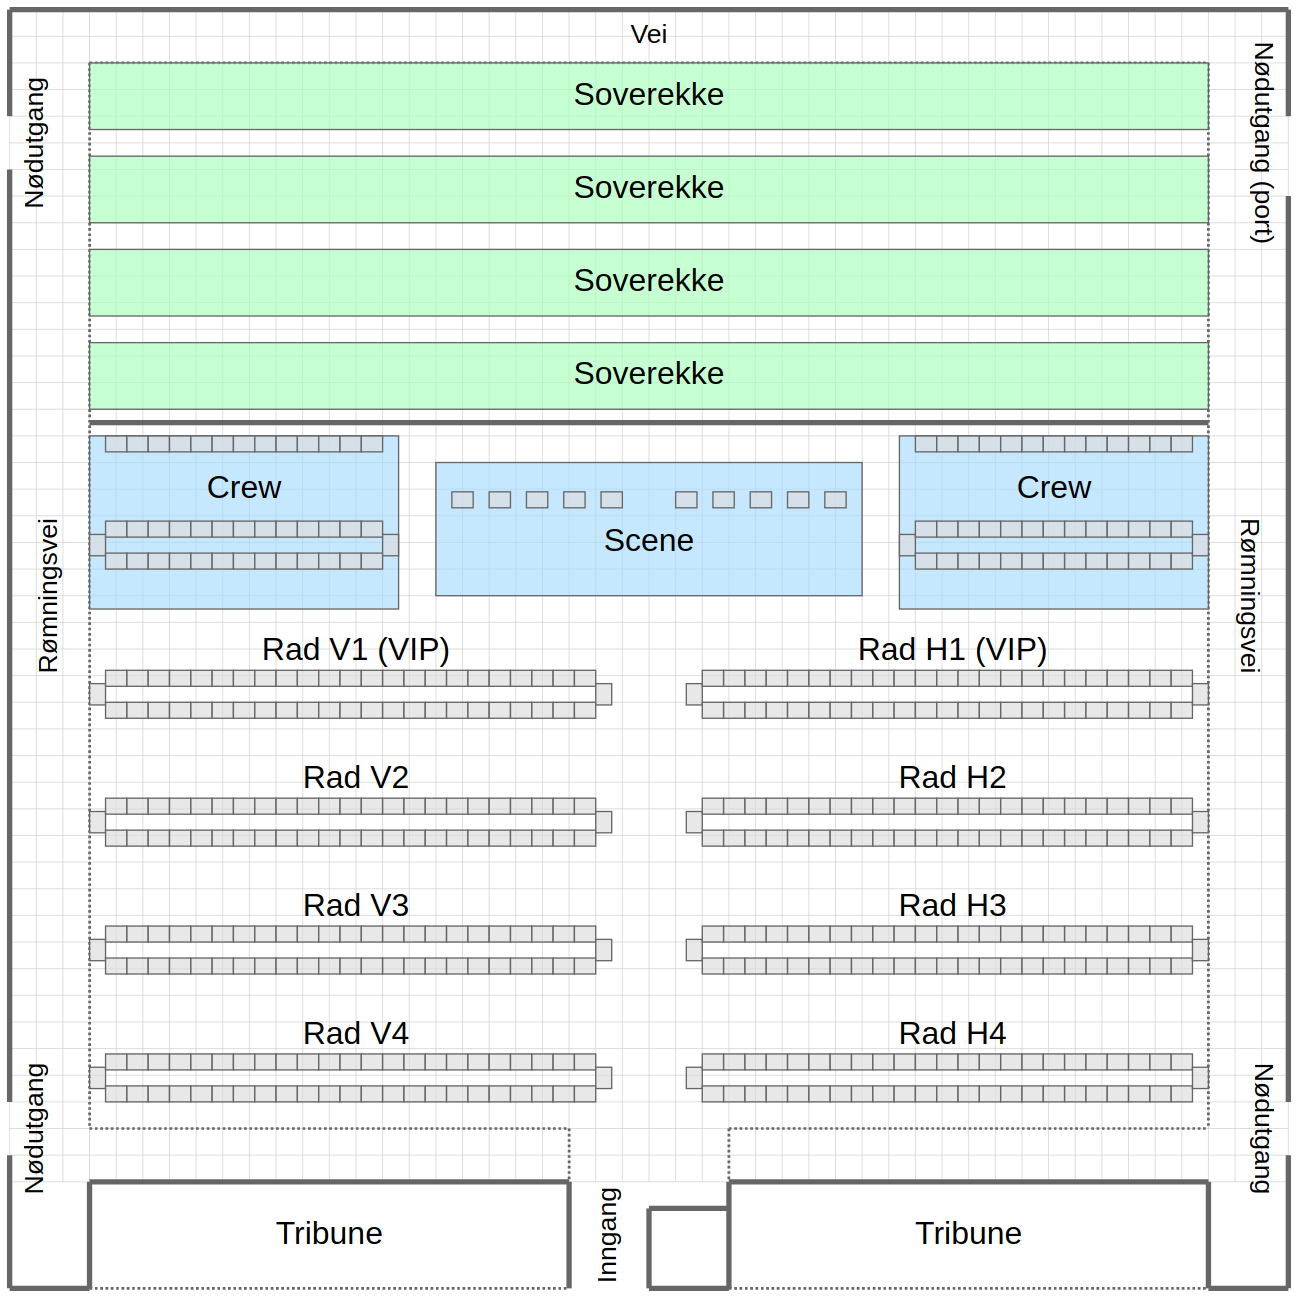 Vei
Nødutgang
Nødutgang (port)
Soverekke
Soverekke
Soverekke
Soverekke
Crew
Scene
Crew
Rømningsvei
Rømningsvei
Rad V1 (VIP)
Rad H1 (VIP)
Rad V2
Rad H2
Rad V3
Rad H3
Rad V4
Rad H4
Nødutgang
Nødutgang
Tribune
Inngang
Tribune